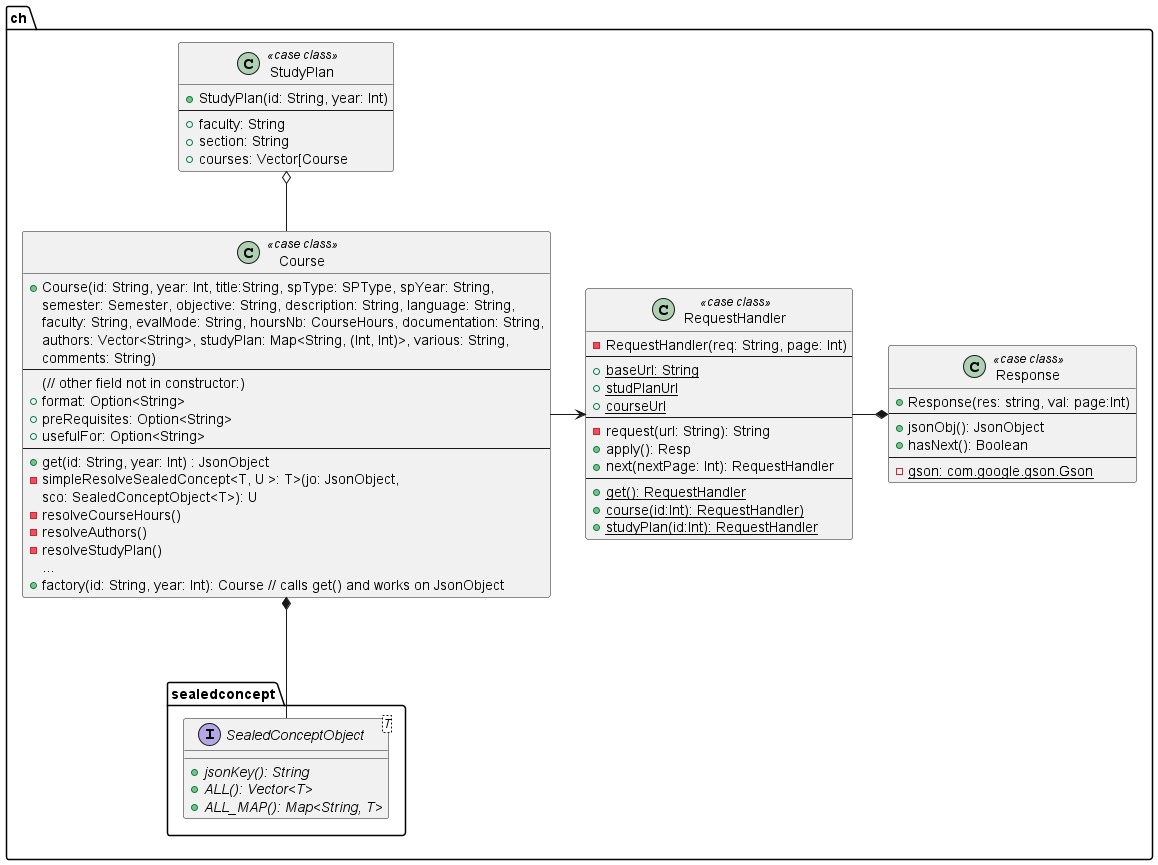 ch
«case class»
StudyPlan
StudyPlan(id: String, year: Int)
faculty: String
section: String
courses: Vector[Course
C
«case class»
Course
C
Course(id: String, year: Int, title:String, spType: SPType, spYear: String,
semester: Semester, objective: String, description: String, language: String,
faculty: String, evalMode: String, hoursNb: CourseHours, documentation: String,
authors: Vector<String>, studyPlan: Map<String, (Int, Int)>, various: String,
comments: String)
(// other field not in constructor:)
format: Option<String>
preRequisites: Option<String>
usefulFor: Option<String>
get(id: String, year: Int) : JsonObject
simpleResolveSealedConcept<T, U >: T>(jo: JsonObject,
sco: SealedConceptObject<T>): U
resolveCourseHours()
resolveAuthors()
resolveStudyPlan()
...
factory(id: String, year: Int): Course // calls get() and works on JsonObject
«case class»
RequestHandler
C
RequestHandler(req: String, page: Int)
baseUrl: String
studPlanUrl
courseUrl
request(url: String): String
apply(): Resp
next(nextPage: Int): RequestHandler
get(): RequestHandler
course(id:Int): RequestHandler)
studyPlan(id:Int): RequestHandler
«case class»
Response
C
Response(res: string, val: page:Int)
jsonObj(): JsonObject
hasNext(): Boolean
gson: com.google.gson.Gson
sealedconcept
I
SealedConceptObject
T
jsonKey(): String
ALL(): Vector<T>
ALL_MAP(): Map<String, T>